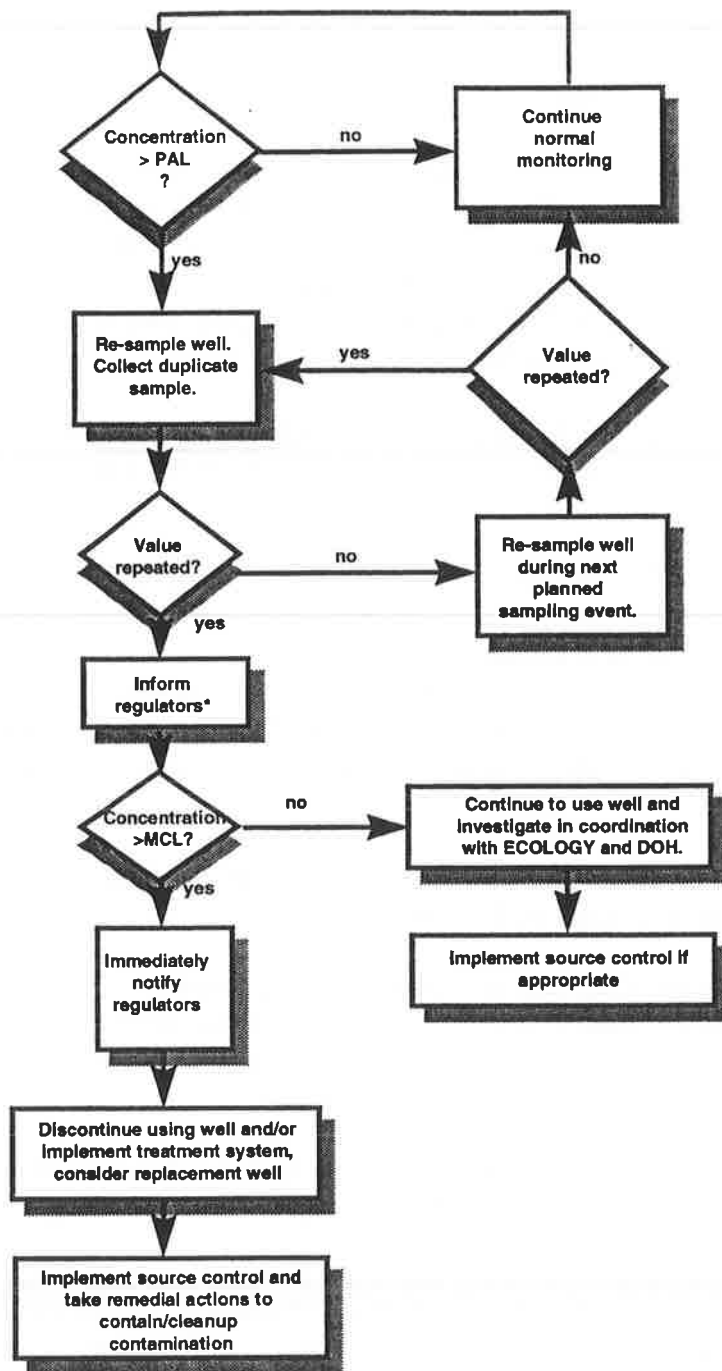 Concentration
> PAL
?
no
Continue
normal
monitoring
yes
no
Re-sample well.
Collect duplicate
sample.
yes
Value
repeated?
Value
repeated?
no
Re-sample well
during next
planned
sampling event.
yes
Inform
regulators*
Concentration
>MCL?
no
Continue to use well and
investigate in coordination
with ECOLOGY and DOH.
yes
Immediately
notify
regulators
Implement source control if
appropriate
Discontinue using well and/or
implement treatment system,
consider replacement well
Implement source control and
take remedial actions to
contain/cleanup
contamination